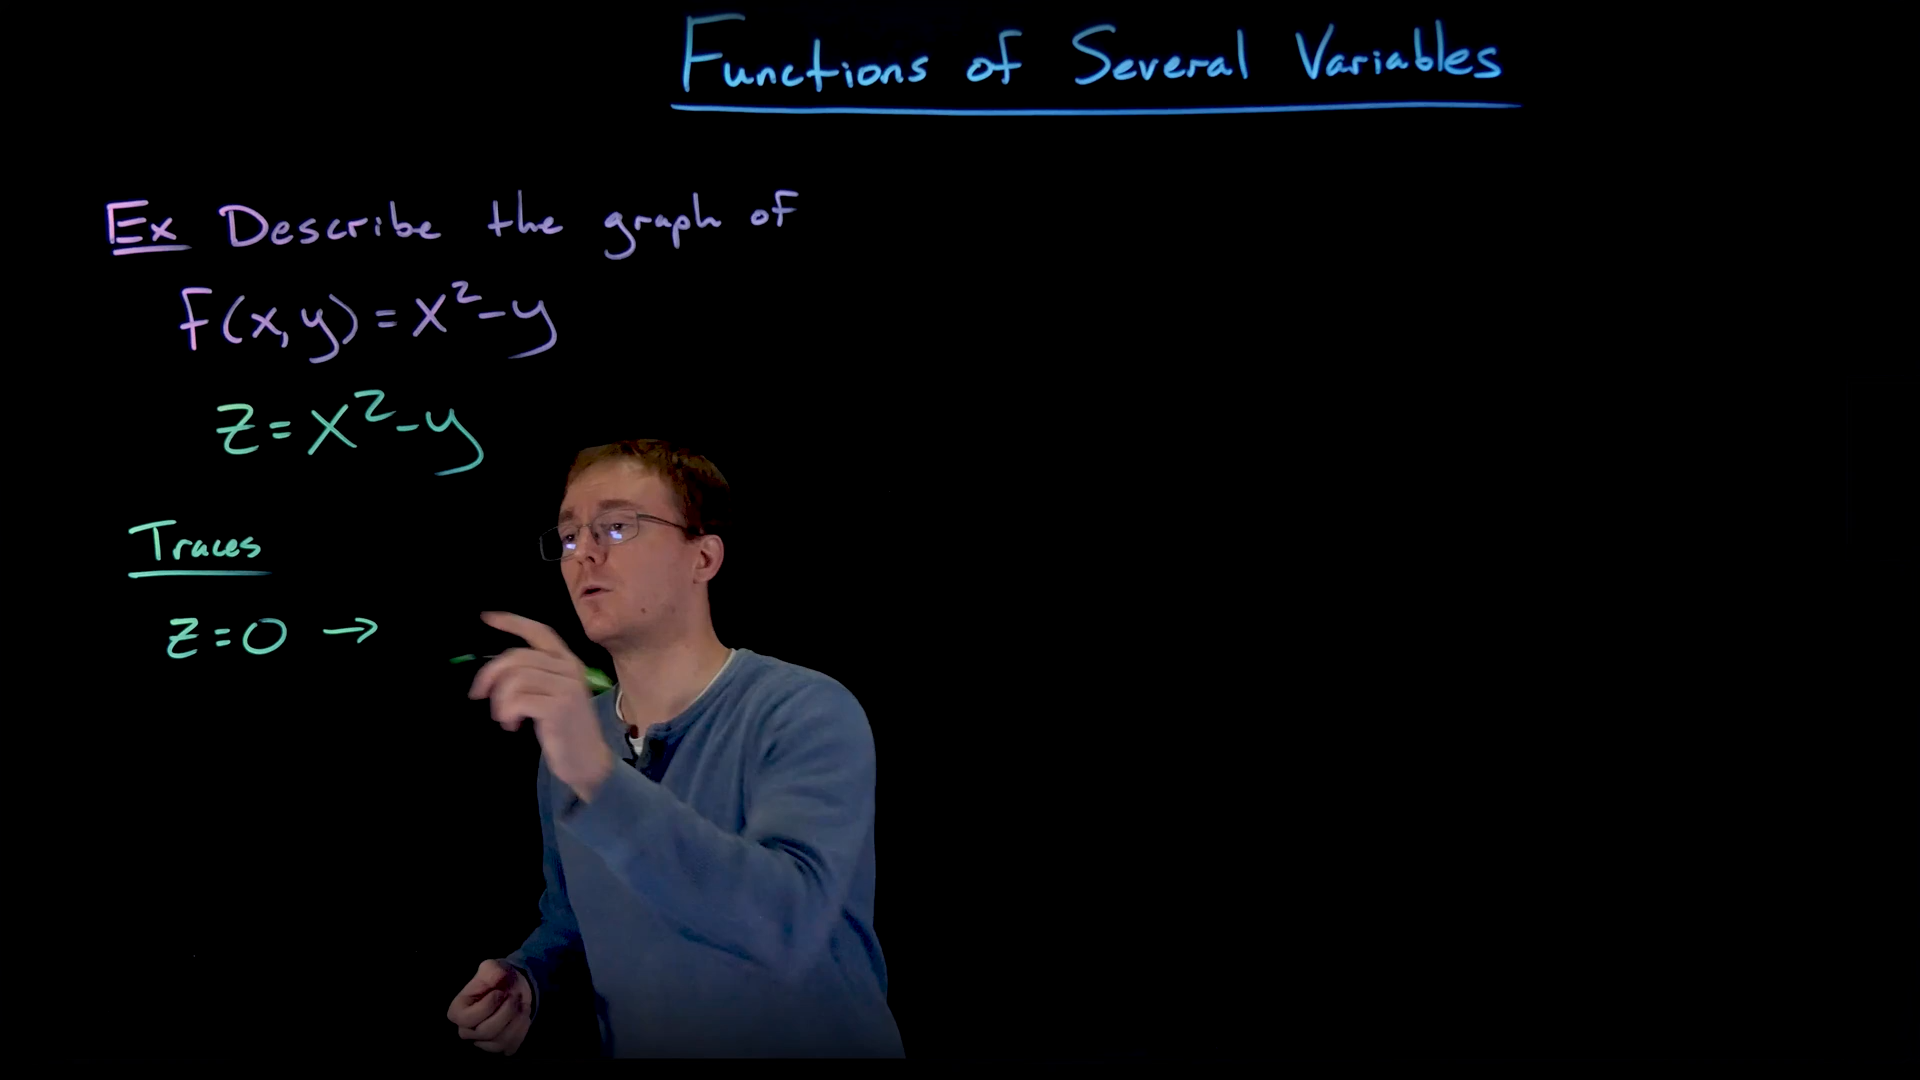 Functions of Several Variables
Ex Describe the graph of
f(x,y)=x²-y
z=x²-y
Traces
z=0 →